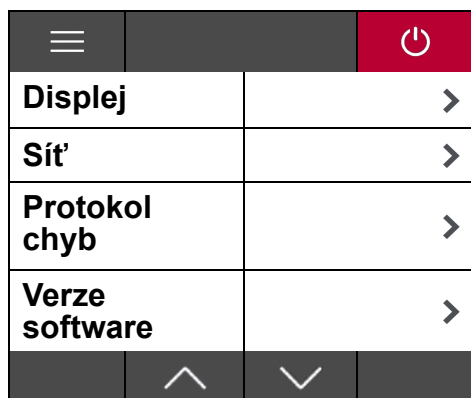 Displej
Síť
Protokol
chyb
Verze
software